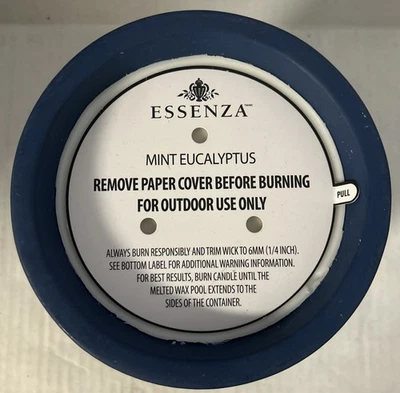 ESSENZA™
MINT EUCALYPTUS
REMOVE PAPER COVER BEFORE BURNING
FOR OUTDOOR USE ONLY
PULL
ALWAYS BURN RESPONSIBLY AND TRIM WICK TO 6MM (1/4 INCH).
SEE BOTTOM LABEL FOR ADDITIONAL WARNING INFORMATION.
FOR BEST RESULTS, BURN CANDLE UNTIL THE
MELTED WAX POOL EXTENDS TO THE
SIDES OF THE CONTAINER.